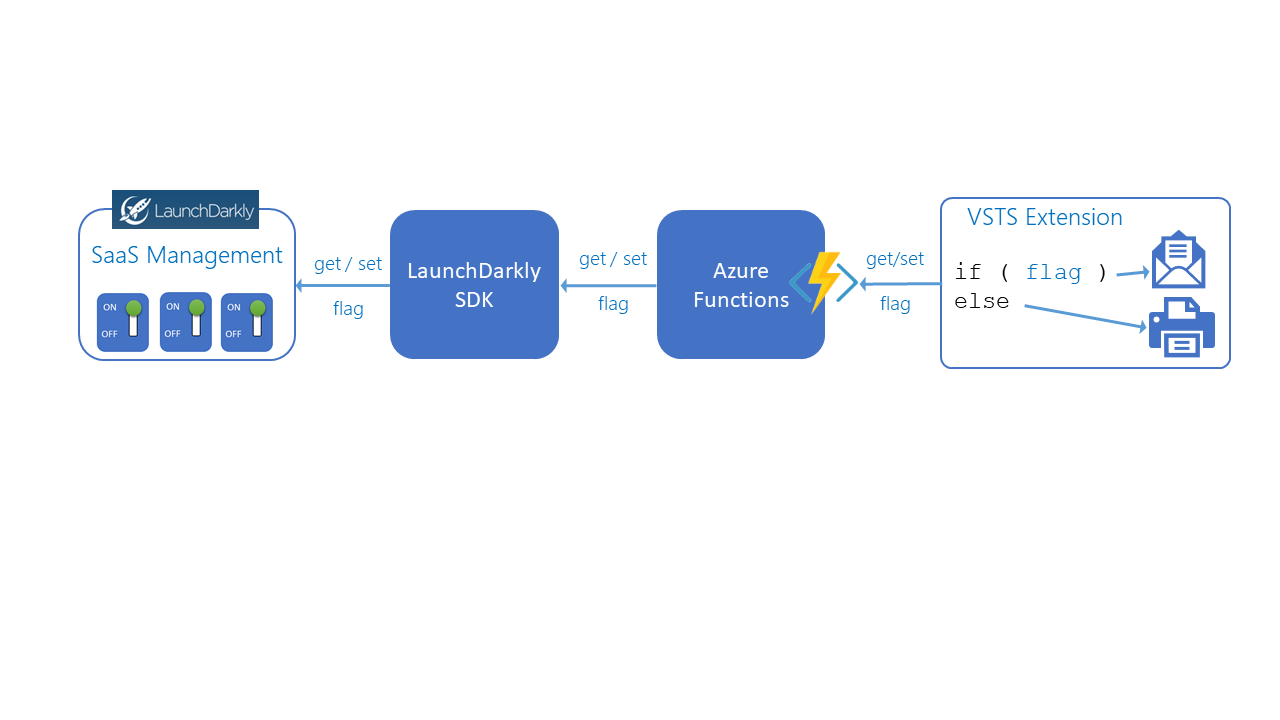 LaunchDarkly
SaaS Management
ON
OFF
ON
OFF
ON
OFF
get / set
flag
LaunchDarkly
SDK
get / set
flag
Azure
Functions
get/set
flag
VSTS Extension
if ( flag )
else